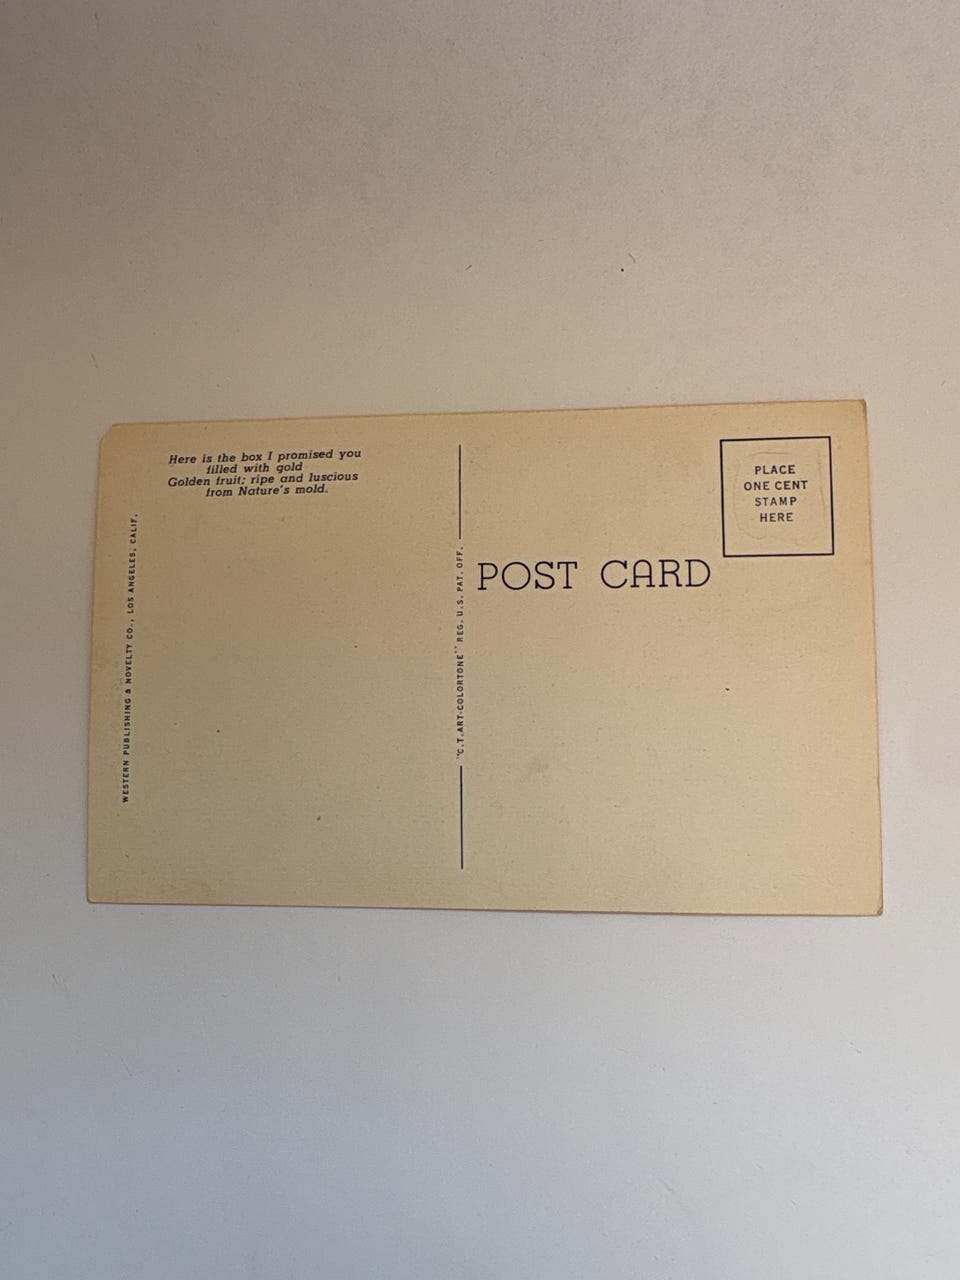 Here is the box I promised you
filled with gold
Golden fruit; ripe and luscious
from Nature's mold.
WESTERN PUBLISHING & NOVELTY CO., LOS ANGELES, CALIF.
"C.T. ART-COLORTONE" REG. U.S. PAT. OFF.
POST CARD
PLACE
ONE CENT
STAMP
HERE